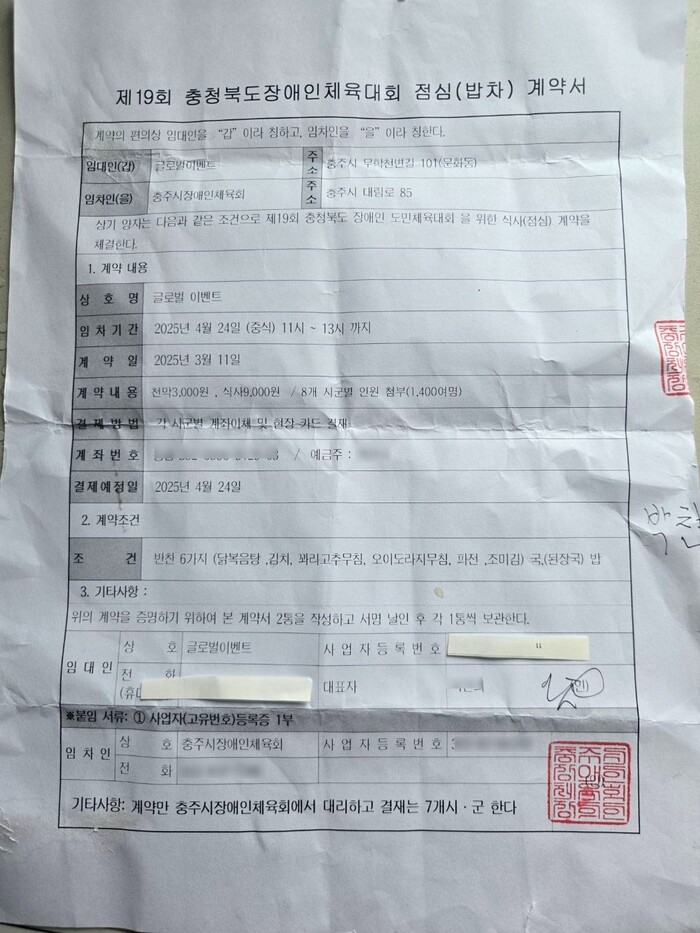 제19회 충청북도장애인체육대회 점심(밥차) 계약서
계약의 편의상 임대인을 "갑" 이라 칭하고, 임차인을 "을" 이라 칭한다.
임대인(갑) 글로벌이벤트 주소 충주시 무학천변길 101(문화동)
임차인(을) 충주시장애인체육회 주소 충주시 대림로 85
상기 양자는 다음과 같은 조건으로 제19회 충청북도 장애인 도민체육대회 을 위한 식사(점심) 계약을
체결한다.
1. 계약 내용
상 호 명 글로벌 이벤트
임차기간 2025년 4월 24일 (중식) 11시 ~ 13시 까지
계 약 일 2025년 3월 11일
계약내용 천막3,000원 , 식사9,000원 / 8개 시군별 인원 첨부(1,400여명)
결제방법 각 시군별 계좌이체 및 현장 카드 결재
계좌번호 / 예금주 :
결제예정일 2025년 4월 24일
2. 계약조건
조 건 반찬 6가지 (닭볶음탕 ,김치, 꽈리고추무침, 오이도라지무침, 파전 ,조미김) 국,(된장국) 밥
3. 기타사항 :
위의 계약을 증명하기 위하여 본 계약서 2통을 작성하고 서명 날인 후 각 1통씩 보관한다.
임대인 상 호 글로벌이벤트 사업자등록번호
전 화
(휴대 대표자 (인)
※붙임 서류: ① 사업자(고유번호)등록증 1부
임차인 상 호 충주시장애인체육회 사업자등록번호 3
전 화
기타사항: 계약만 충주시장애인체육회에서 대리하고 결재는 7개시·군 한다